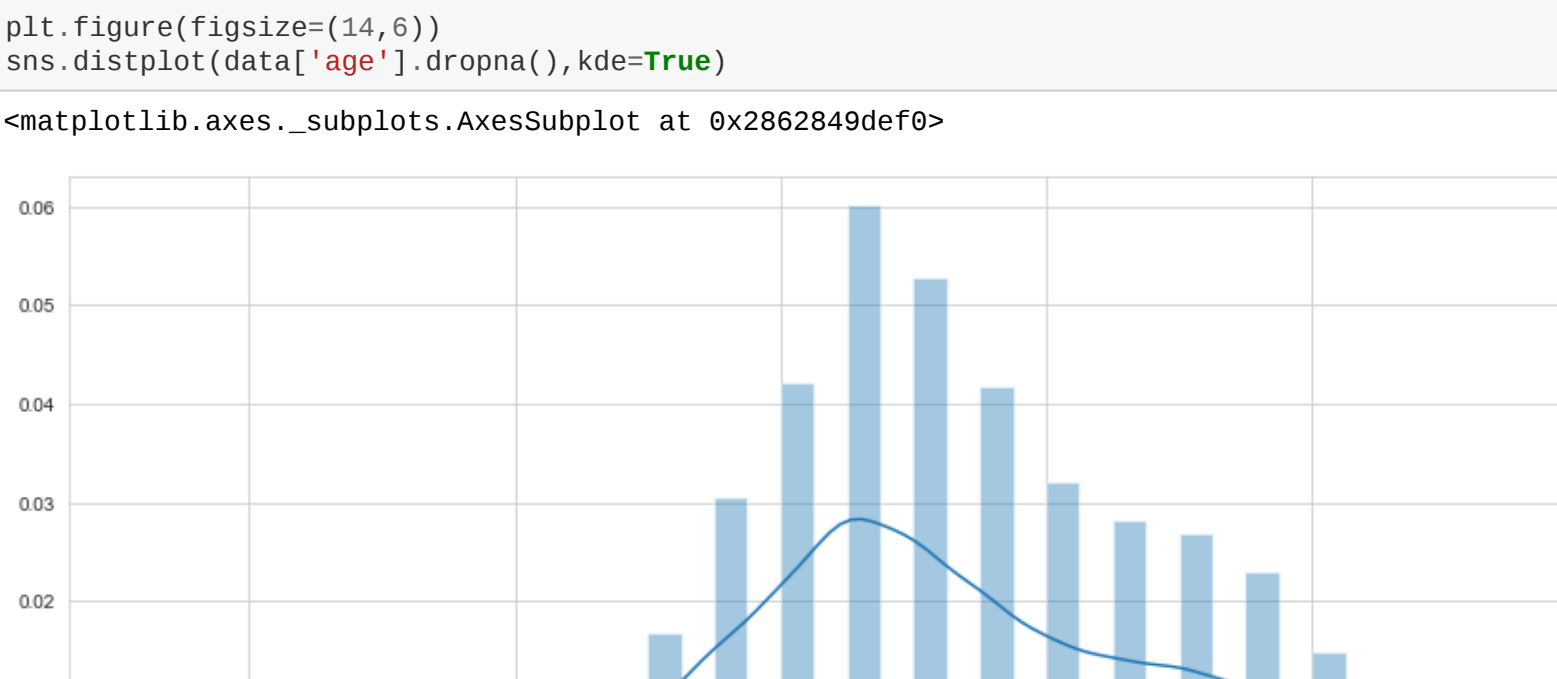 plt.figure(figsize=(14,6))
sns.distplot(data['age'].dropna(),kde=True)
<matplotlib.axes._subplots.AxesSubplot at 0x2862849def0>
0.06
0.05
0.04
0.03
0.02